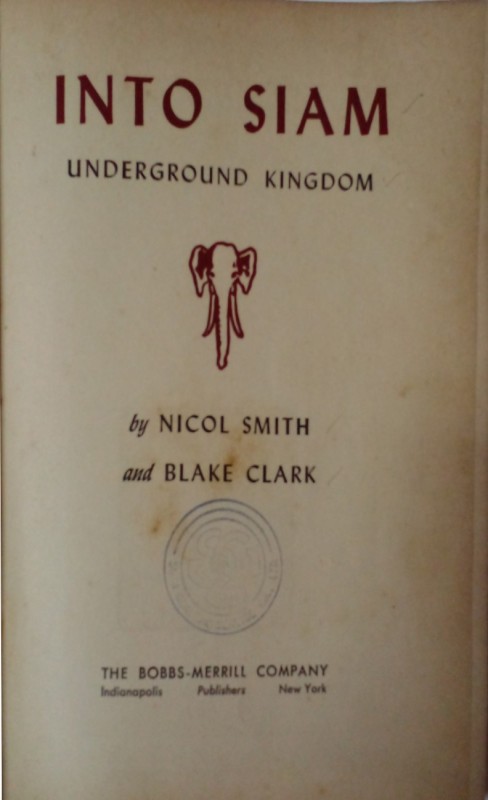 INTO SIAM
UNDERGROUND KINGDOM
by NICOL SMITH
and BLAKE CLARK
THE BOBBS-MERRILL COMPANY
Indianapolis Publishers New York